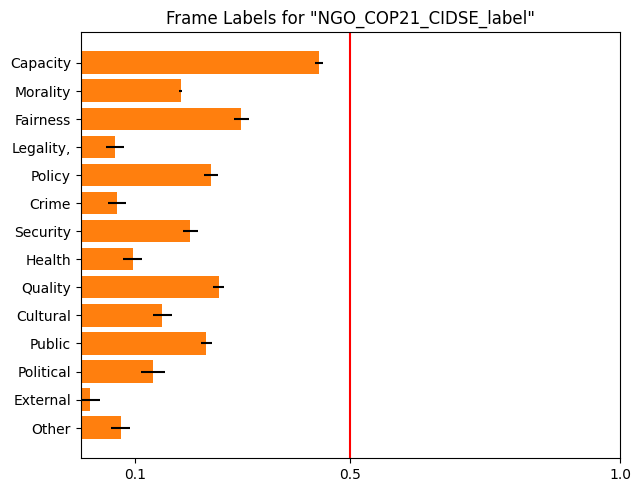 Frame Labels for "NGO_COP21_CIDSE_label"
Capacity
Morality
Fairness
Legality,
Policy
Crime
Security
Health
Quality
Cultural
Public
Political
External
Other
0.1 0.5 1.0